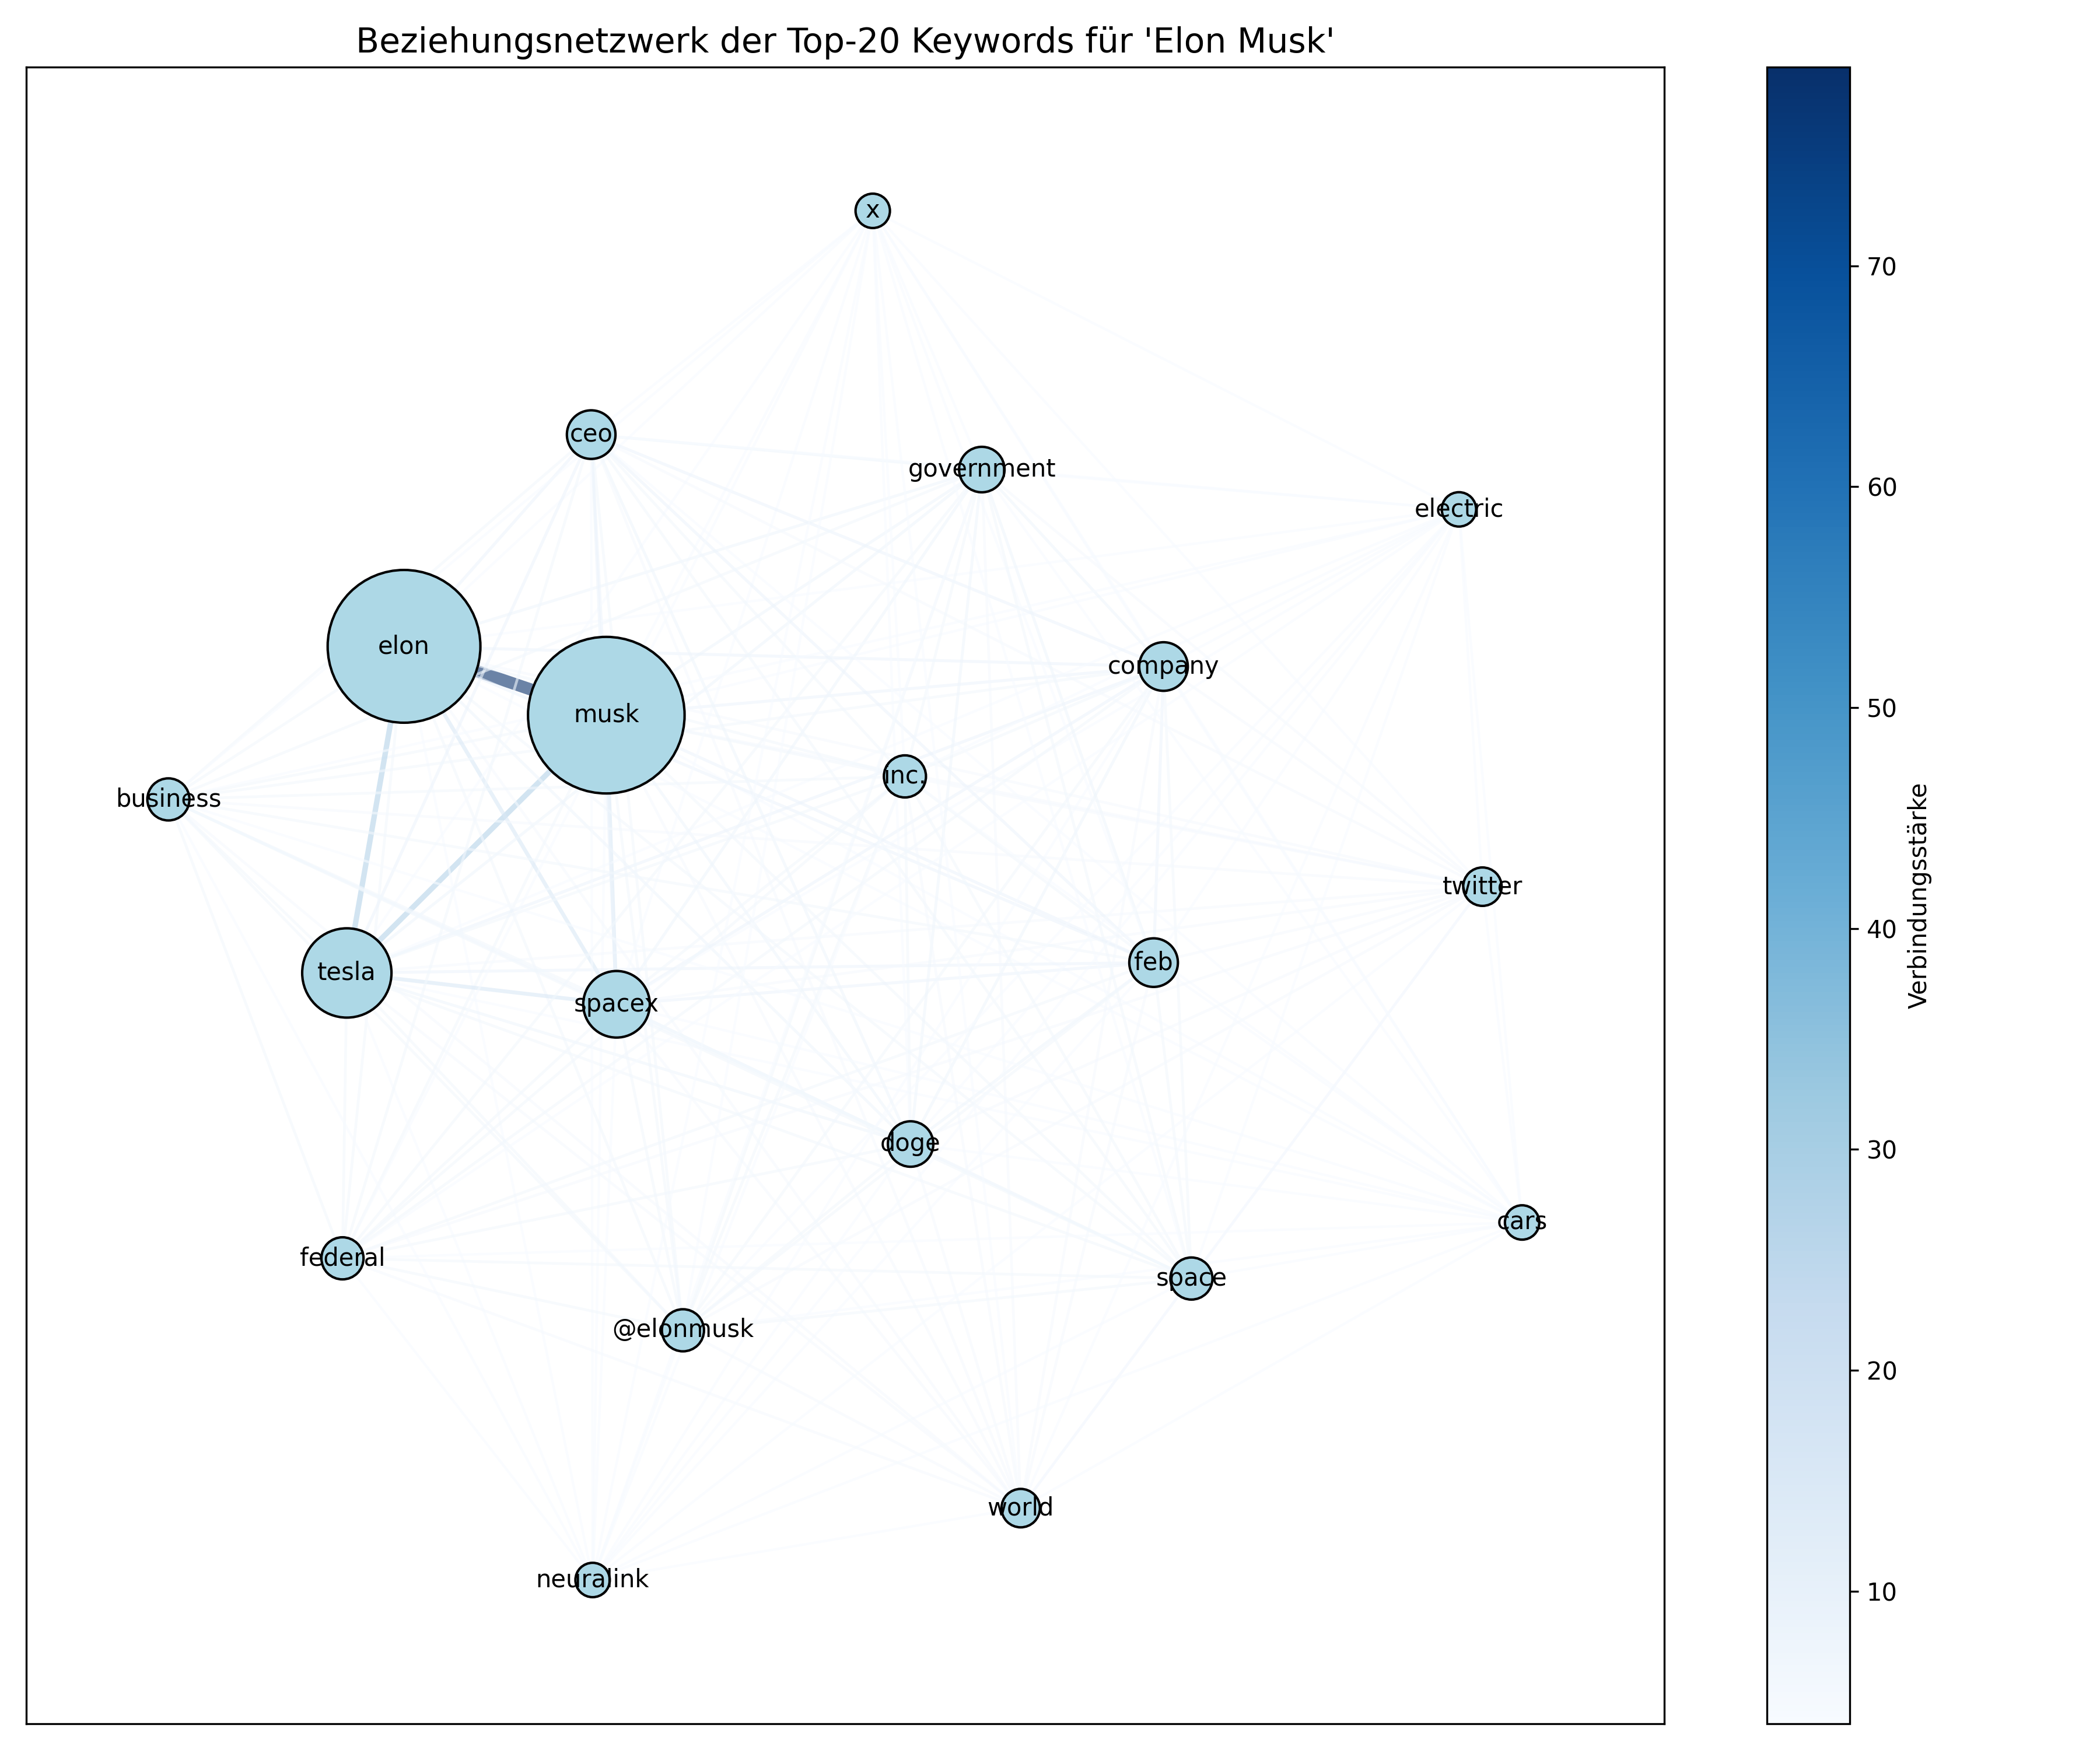 Beziehungsnetzwerk der Top-20 Keywords für 'Elon Musk'
x
ceo
government
electric
elon
company
musk
inc.
business
twitter
feb
tesla
spacex
doge
cars
federal
space
@elonmusk
world
neuralink
70
60
50
40
30
20
10
Verbindungsstärke